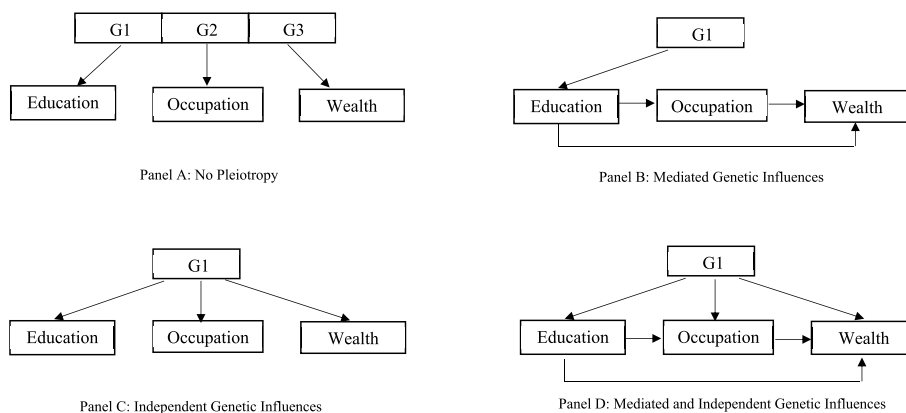 G1 G2 G3
Education Occupation Wealth
Panel A: No Pleiotropy
G1
Education Occupation Wealth
Panel B: Mediated Genetic Influences
G1
Education Occupation Wealth
Panel C: Independent Genetic Influences
G1
Education Occupation Wealth
Panel D: Mediated and Independent Genetic Influences